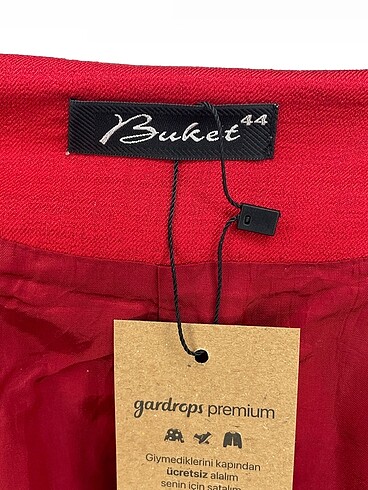 Buket 44
gardrops premium
Giymediklerini kapından
ücretsiz alalım
senin için satalım